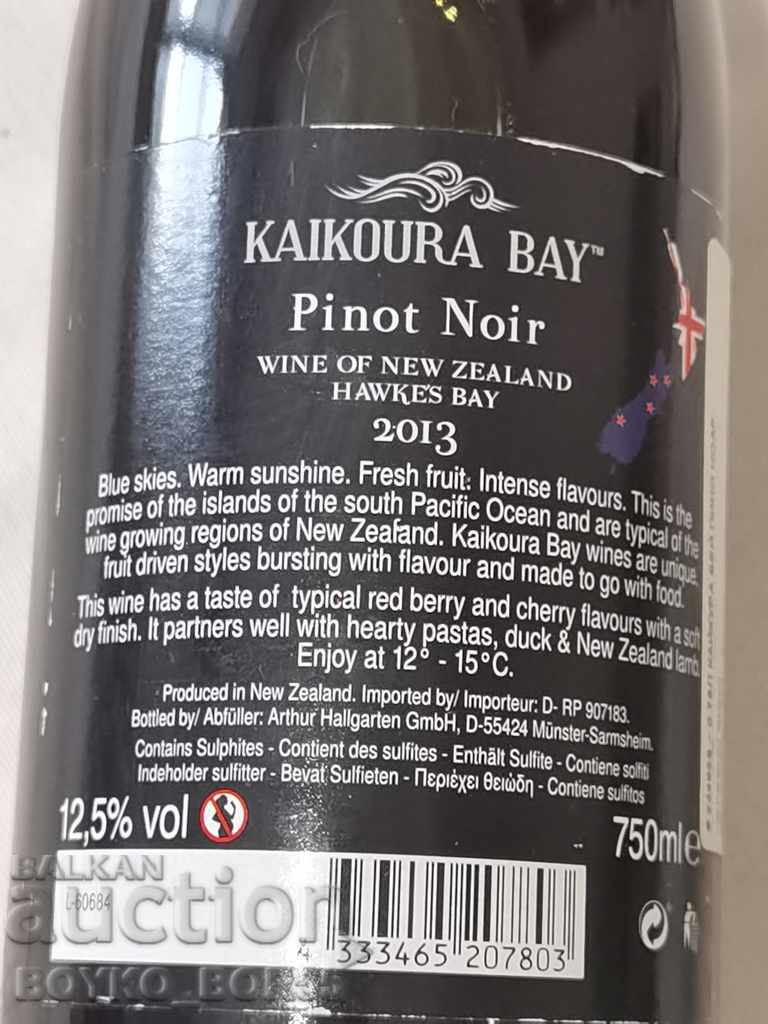 KAIKOURA BAY™
Pinot Noir
WINE OF NEW ZEALAND
HAWKE'S BAY
2013
Blue skies. Warm sunshine. Fresh fruit. Intense flavours. This is the
promise of the islands of the south Pacific Ocean and are typical of the
wine growing regions of New Zealand. Kaikoura Bay wines are unique,
fruit driven styles bursting with flavour and made to go with food.
This wine has a taste of typical red berry and cherry flavours with a soft
dry finish. It partners well with hearty pastas, duck & New Zealand lamb.
Enjoy at 12° - 15°C.
Produced in New Zealand. Imported by/ Importeur: D- RP 907183.
Bottled by/ Abfüller: Arthur Hallgarten GmbH, D-55424 Münster-Sarmsheim.
Contains Sulphites - Contient des sulfites - Enthält Sulfite - Contiene solfiti
Indeholder sulfitter - Bevat Sulfieten - Περιέχει θειώδη - Contiene sulfitos
12,5% vol
750ml e
L-60684
4 333465 207803
BALKAN
auction
BOYKO_BORA5